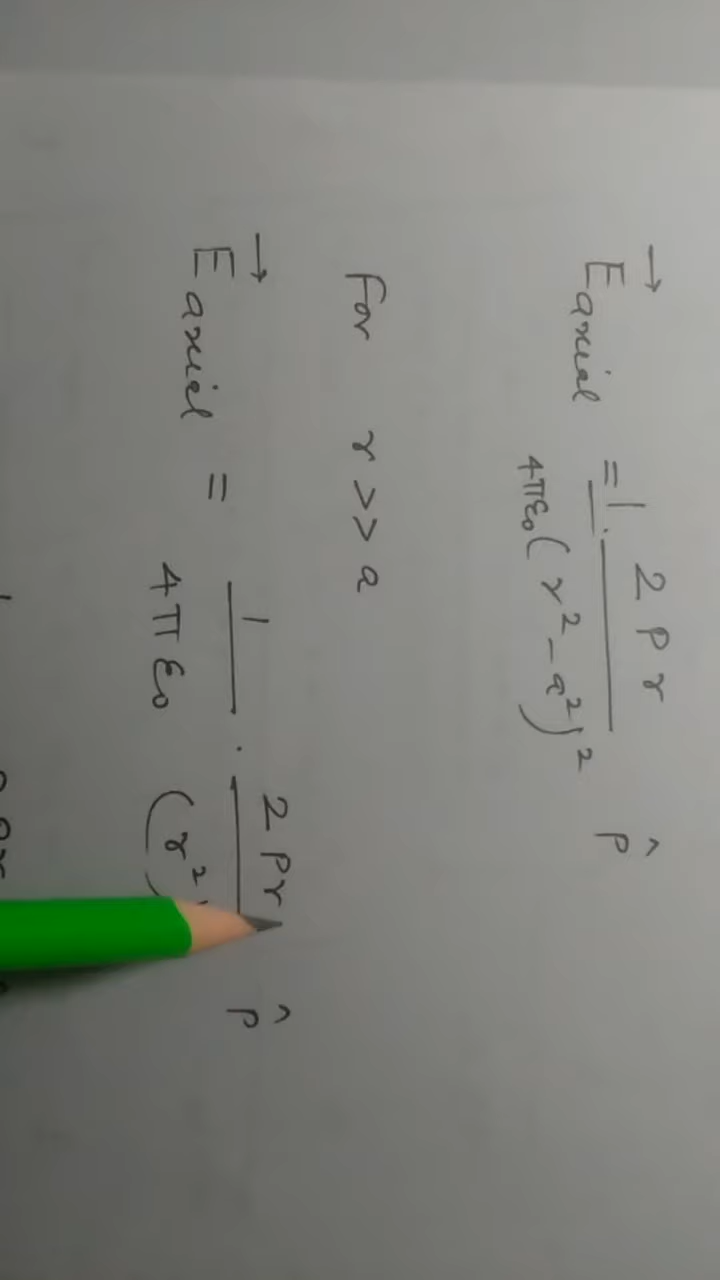 →E axial = 1/4πε₀ . 2Pr/(r² - a²)² p̂
For r >> a
→E axial = 1/4πε₀ . 2Pr/(r² p̂